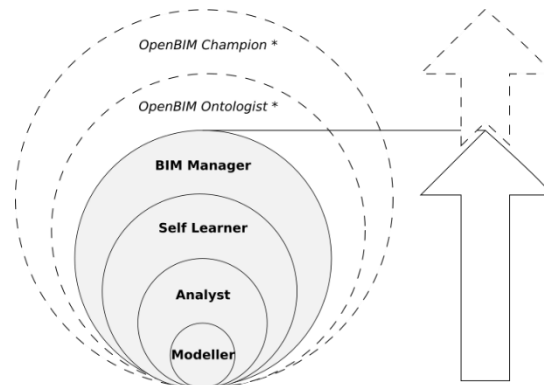 OpenBIM Champion *
OpenBIM Ontologist *
BIM Manager
Self Learner
Analyst
Modeller